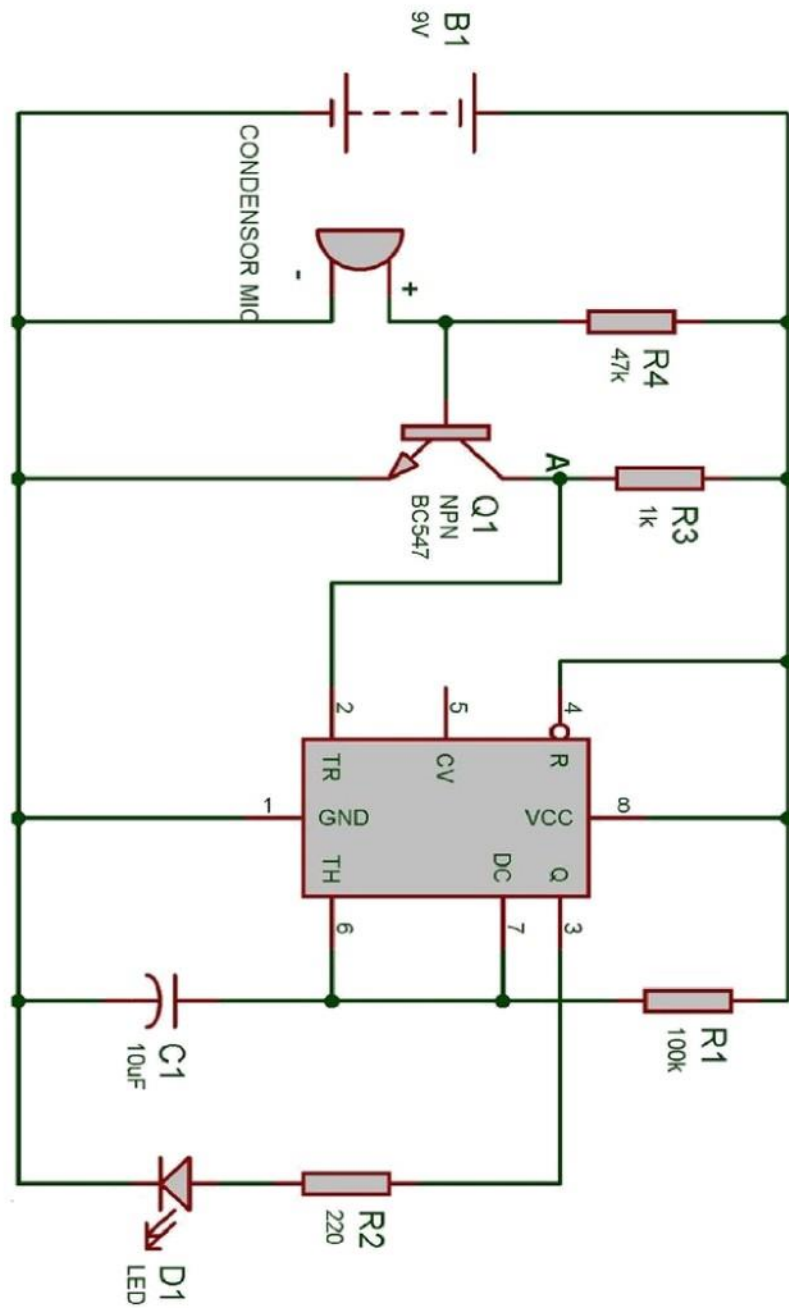 B1
9V
CONDENSOR MIC
-
+
R4
47k
A
R3
1k
Q1
NPN
BC547
2
5
4
TR
CV
R
1
GND
VCC
8
TH
DC
Q
6
7
3
C1
10uF
R1
100k
R2
220
D1
LED